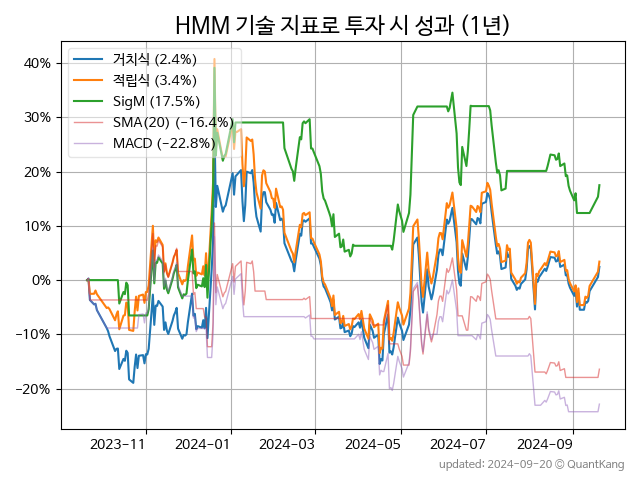 HMM 기술 지표로 투자 시 성과 (1년)
거치식 (2.4%)
적립식 (3.4%)
SigM (17.5%)
SMA(20) (−16.4%)
MACD (−22.8%)
40%
30%
20%
10%
0%
−10%
−20%
2023-11 2024-01 2024-03 2024-05 2024-07 2024-09
updated: 2024-09-20 © QuantKang